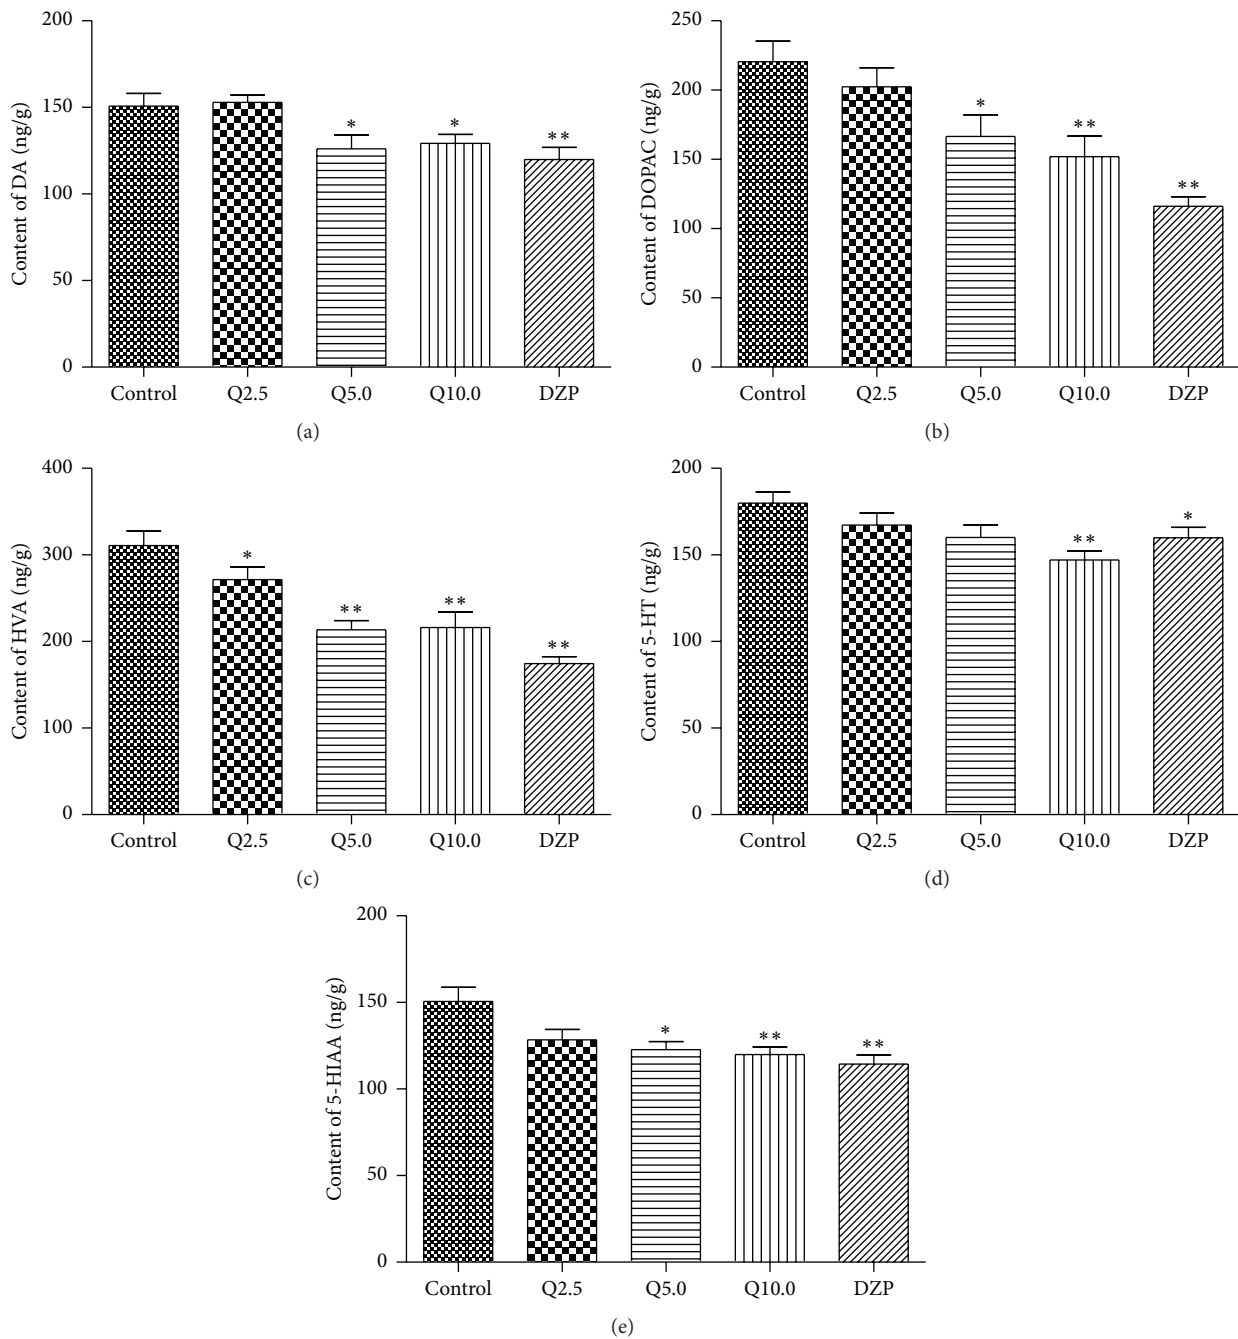 Content of DA (ng/g)
200
150
100
50
0
*
*
**
Control Q2.5 Q5.0 Q10.0 DZP
(a)
Content of DOPAC (ng/g)
250
200
150
100
50
0
*
**
**
Control Q2.5 Q5.0 Q10.0 DZP
(b)
Content of HVA (ng/g)
400
300
200
100
0
*
**
**
**
Control Q2.5 Q5.0 Q10.0 DZP
(c)
Content of 5-HT (ng/g)
200
150
100
50
0
**
*
Control Q2.5 Q5.0 Q10.0 DZP
(d)
Content of 5-HIAA (ng/g)
200
150
100
50
0
*
**
**
Control Q2.5 Q5.0 Q10.0 DZP
(e)